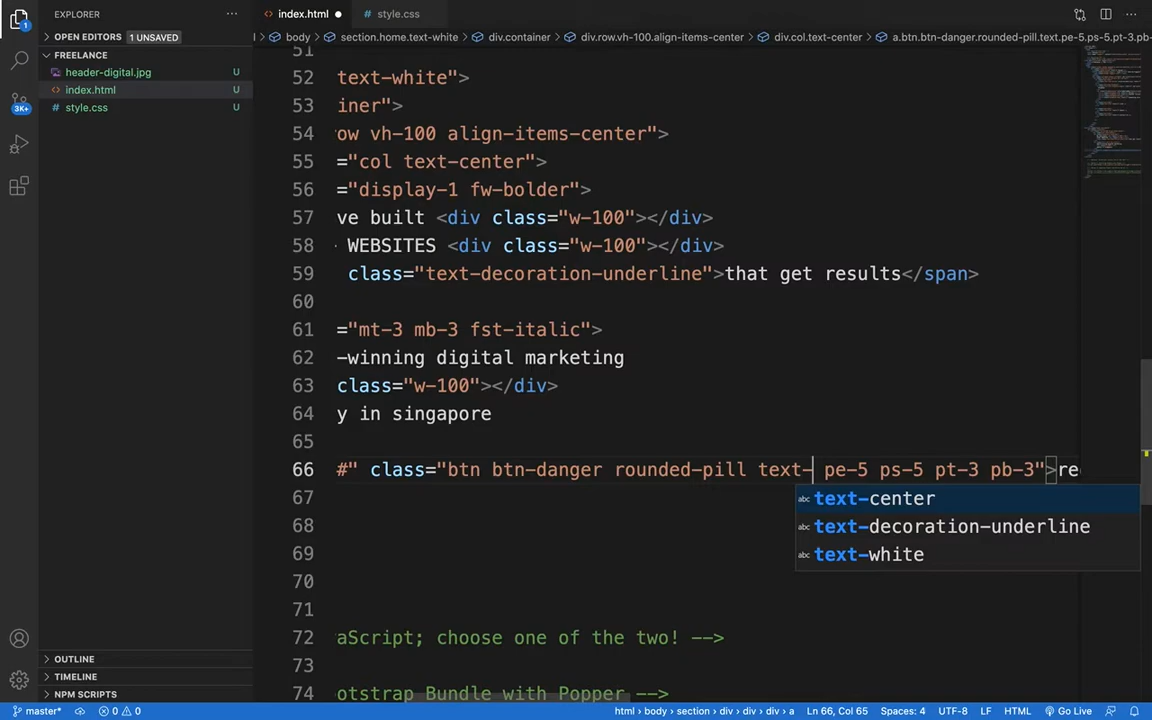 EXPLORER
···
index.html
style.css
···
OPEN EDITORS 1 UNSAVED
body section.home.text-white div.container div.row.vh-100.align-items-center div.col.text-center a.btn.btn-danger.rounded-pill.text.pe-5.ps-5.pt-3.pb-
1
FREELANCE
header-digital.jpg U
index.html U
style.css U
3K+
51
52 text-white">
53 iner">
54 row vh-100 align-items-center">
55 ="col text-center">
56 ="display-1 fw-bolder">
57 ve built <div class="w-100"></div>
58 WEBSITES <div class="w-100"></div>
59 class="text-decoration-underline">that get results</span>
60
61 ="mt-3 mb-3 fst-italic">
62 -winning digital marketing
63 class="w-100"></div>
64 y in singapore
65
66 #" class="btn btn-danger rounded-pill text- pe-5 ps-5 pt-3 pb-3">re
67
abc text-center
68
abc text-decoration-underline
69
abc text-white
70
71
72 aScript; choose one of the two! -->
73
74 otstrap Bundle with Popper -->
OUTLINE
TIMELINE
NPM SCRIPTS
master* 0 0 html > body > section > div > div > div > a Ln 66, Col 65 Spaces: 4 UTF-8 LF HTML Go Live